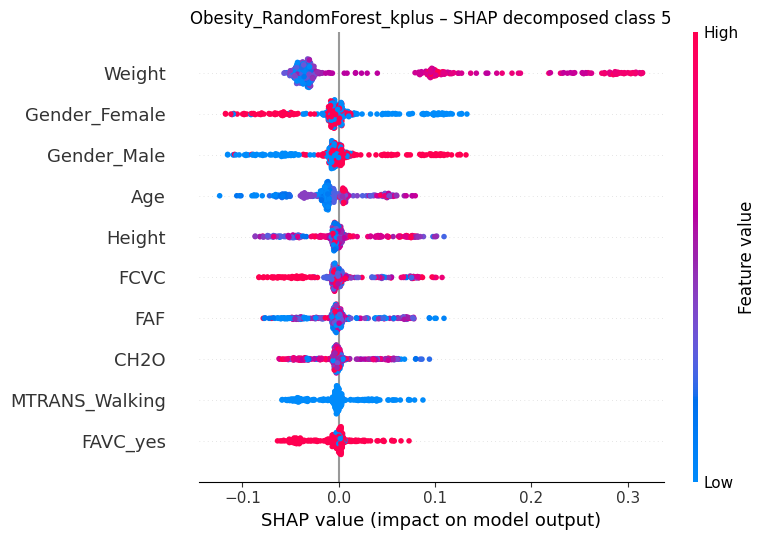 Obesity_RandomForest_kplus – SHAP decomposed class 5
High
Weight
Gender_Female
Gender_Male
Age
Height
FCVC
FAF
CH2O
MTRANS_Walking
FAVC_yes
Feature value
Low
−0.1
0.0
0.1
0.2
0.3
SHAP value (impact on model output)